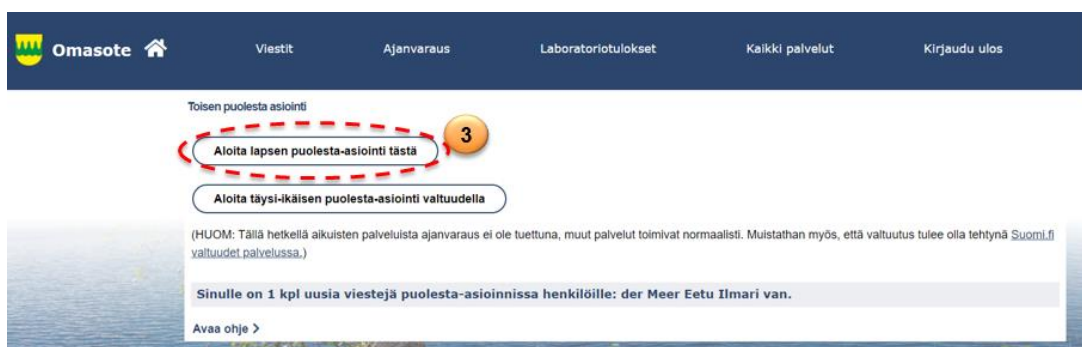 Omasote Viestit Ajanvaraus Laboratoriotulokset Kaikki palvelut Kirjaudu ulos
Toisen puolesta asiointi
3
Aloita lapsen puolesta-asiointi tästä
Aloita täysi-ikäisen puolesta-asiointi valtuudella
(HUOM: Tällä hetkellä aikuisten palveluista ajanvaraus ei ole tuettuna, muut palvelut toimivat normaalisti. Muistathan myös, että valtuutus tulee olla tehtynä Suomi.fi
valtuudet palvelussa.)
Sinulle on 1 kpl uusia viestejä puolesta-asioinnissa henkilöille: der Meer Eetu Ilmari van.
Avaa ohje